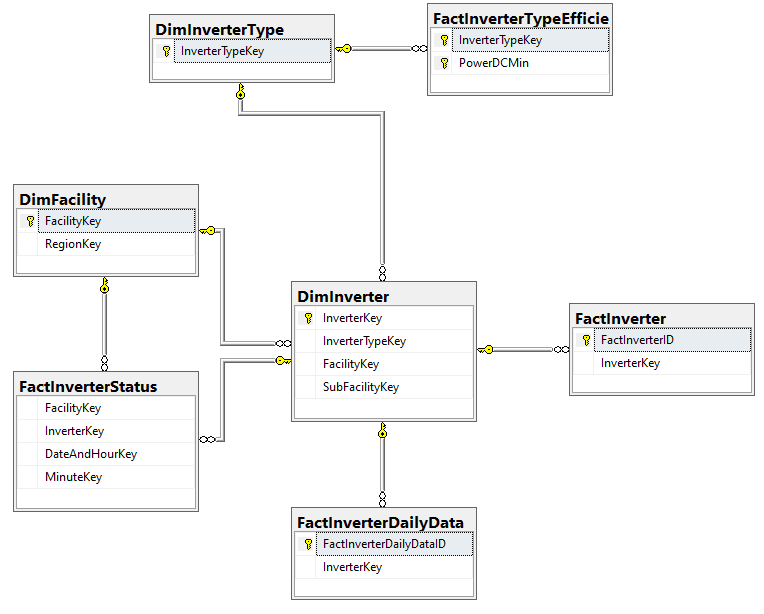 DimInverterType
InverterTypeKey
FactInverterTypeEfficie
InverterTypeKey
PowerDCMin
DimFacility
FacilityKey
RegionKey
DimInverter
InverterKey
InverterTypeKey
FacilityKey
SubFacilityKey
FactInverter
FactInverterID
InverterKey
FactInverterStatus
FacilityKey
InverterKey
DateAndHourKey
MinuteKey
FactInverterDailyData
FactInverterDailyDataID
InverterKey